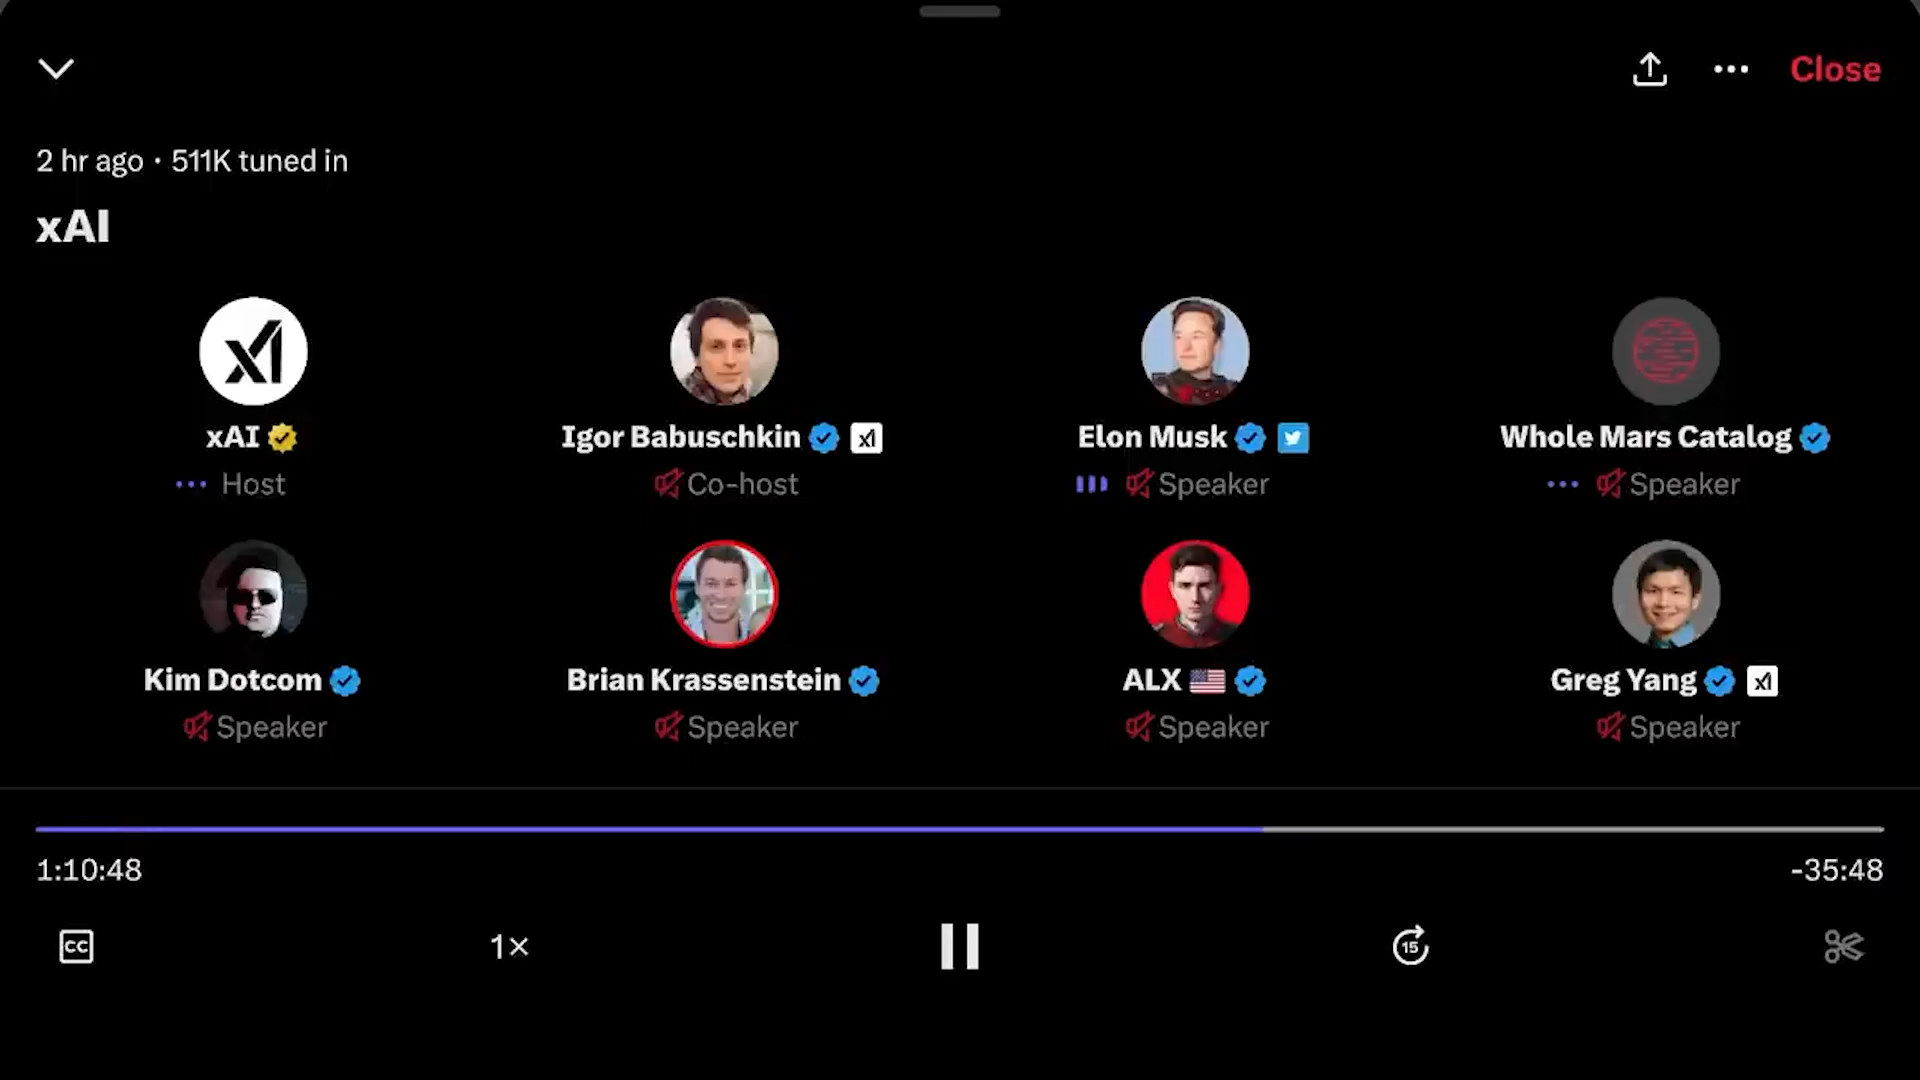 Close
2 hr ago · 511K tuned in
xAI
xAI
Host
Igor Babuschkin
Co-host
Elon Musk
Speaker
Whole Mars Catalog
Speaker
Kim Dotcom
Speaker
Brian Krassenstein
Speaker
ALX
Speaker
Greg Yang
Speaker
1:10:48
-35:48
CC
1×
15